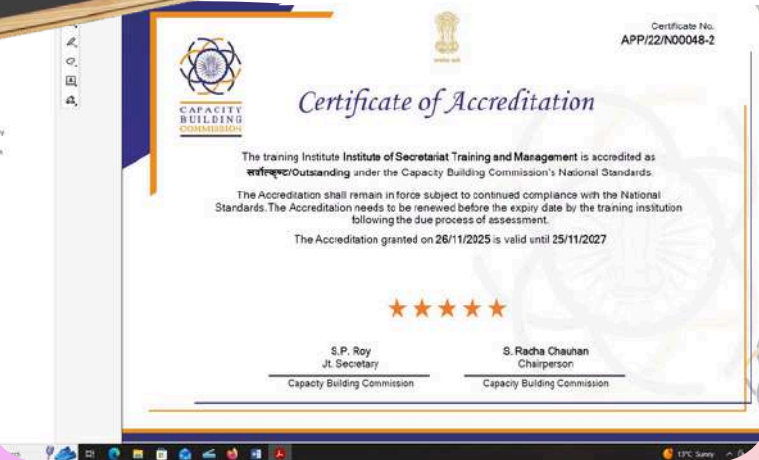 Certificate No.
APP/22/N00048-2
CAPACITY
BUILDING
COMMISSION
Certificate of Accreditation
The training Institute Institute of Secretariat Training and Management is accredited as
सर्वोत्कृष्ट/Outstanding under the Capacity Building Commission's National Standards
The Accreditation shall remain in force subject to continued compliance with the National
Standards.The Accreditation needs to be renewed before the expiry date by the training institution
following the due process of assessment.
The Accreditation granted on 26/11/2025 is valid until 25/11/2027
S.P. Roy
Jt. Secretary
Capacity Building Commission
S. Radha Chauhan
Chairperson
Capacity Building Commission
13°C Sunny